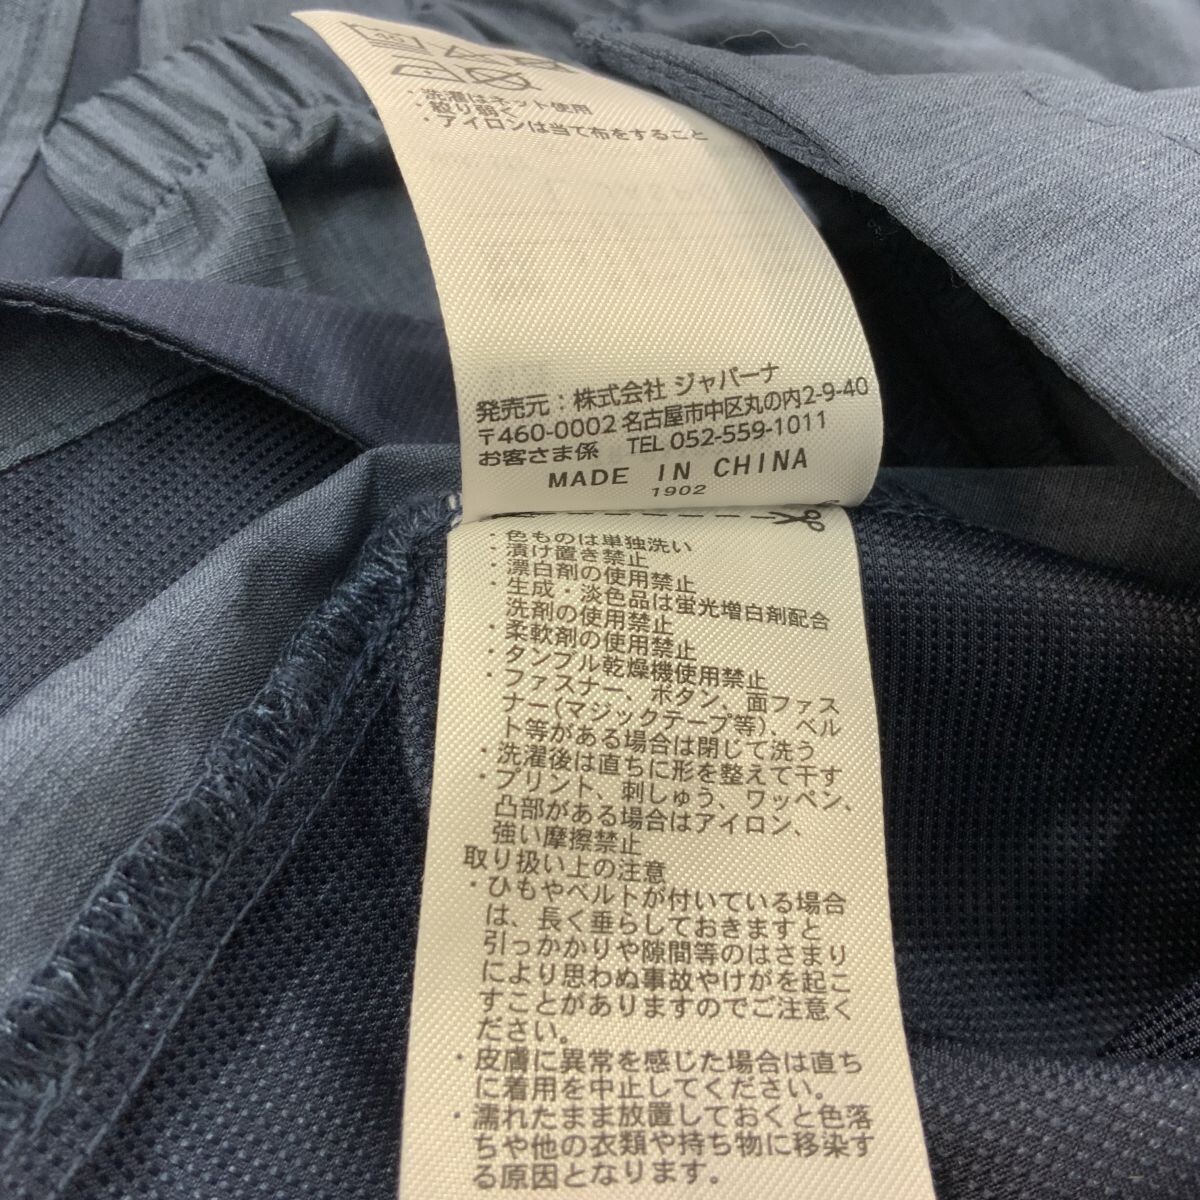 ・洗濯はネット使用
・絞り弱く
・アイロンは当て布をすること
発売元：株式会社 ジャパーナ
〒460-0002 名古屋市中区丸の内2-9-40
お客さま係 TEL 052-559-1011
MADE IN CHINA
1902
・色ものは単独洗い
・漬け置き禁止
・漂白剤の使用禁止
・生成・淡色品は蛍光増白剤配合
洗剤の使用禁止
・柔軟剤の使用禁止
・タンブル乾燥機使用禁止
・ファスナー、ボタン、面ファス
ナー(マジックテープ等)、ベル
ト等がある場合は閉じて洗う
・洗濯後は直ちに形を整えて干す
・プリント、刺しゅう、ワッペン、
凸部がある場合はアイロン、
強い摩擦禁止
取り扱い上の注意
・ひもやベルトが付いている場合
は、長く垂らしておきますと
引っかかりや隙間等のはさまり
により思わぬ事故やけがを起こ
すことがありますのでご注意く
ださい。
・皮膚に異常を感じた場合は直ち
に着用を中止してください。
・濡れたまま放置しておくと色落
ちや他の衣類や持ち物に移染す
る原因となります。